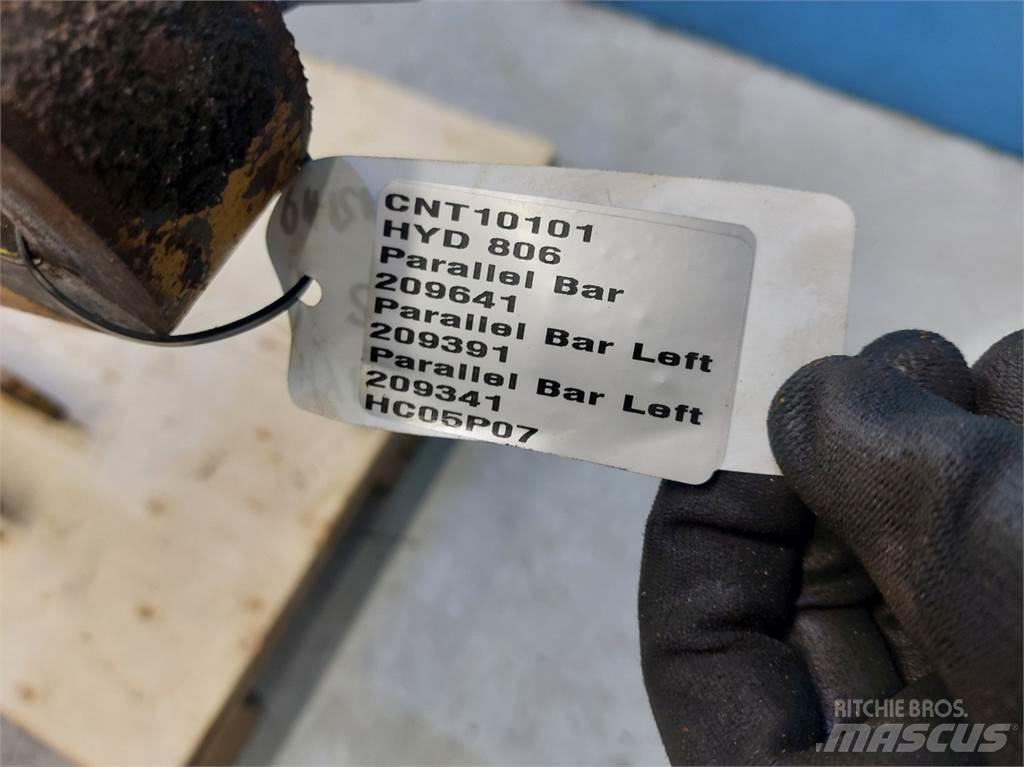 CNT10101
HYD 806
Parallel Bar
209641
Parallel Bar Left
209391
Parallel Bar Left
209341
HC05P07
RITCHIE BROS.
MASCUS